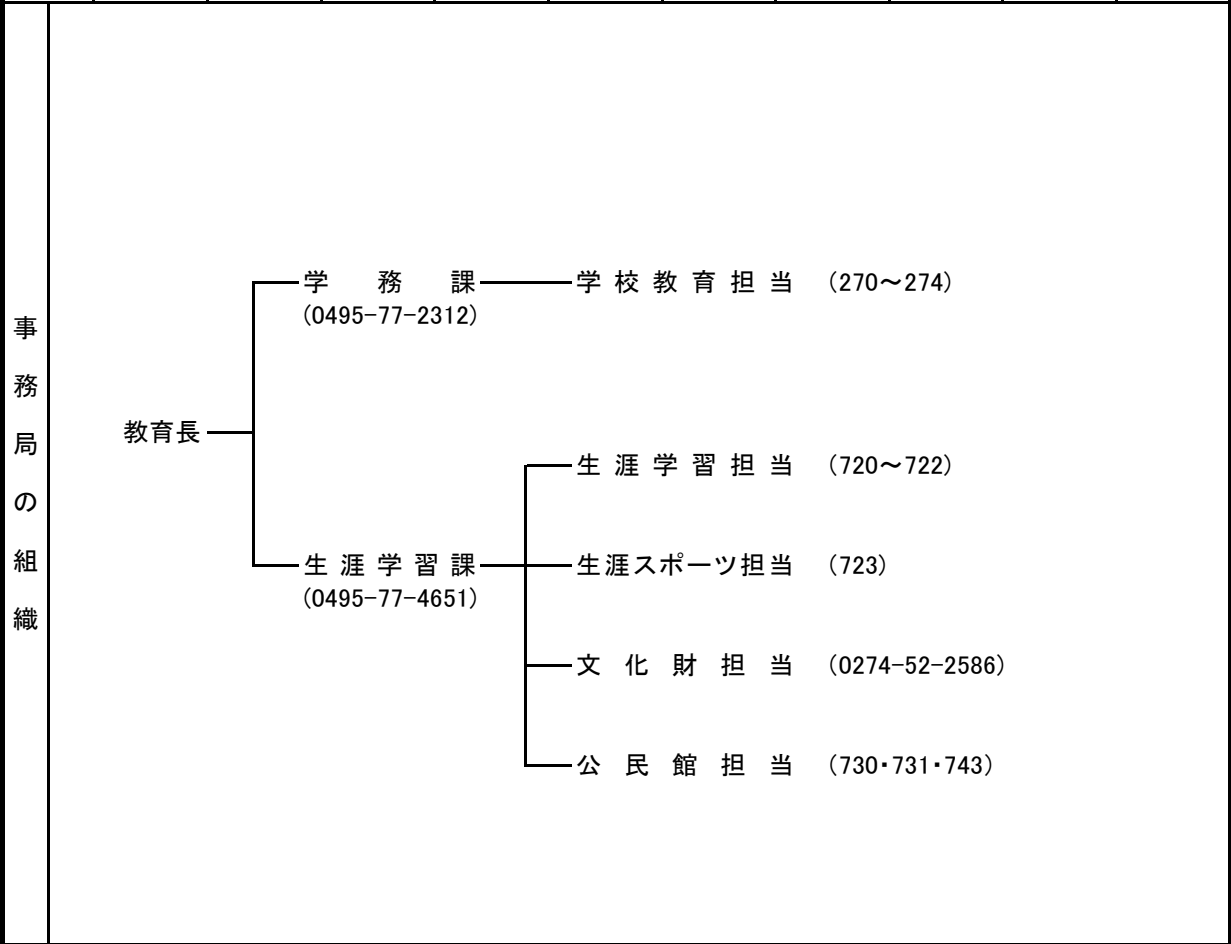 事務局の組織
学務課 学校教育担当 (270～274)
(0495-77-2312)
教育長
生涯学習担当 (720～722)
生涯学習課 生涯スポーツ担当 (723)
(0495-77-4651)
文化財担当 (0274-52-2586)
公民館担当 (730・731・743)